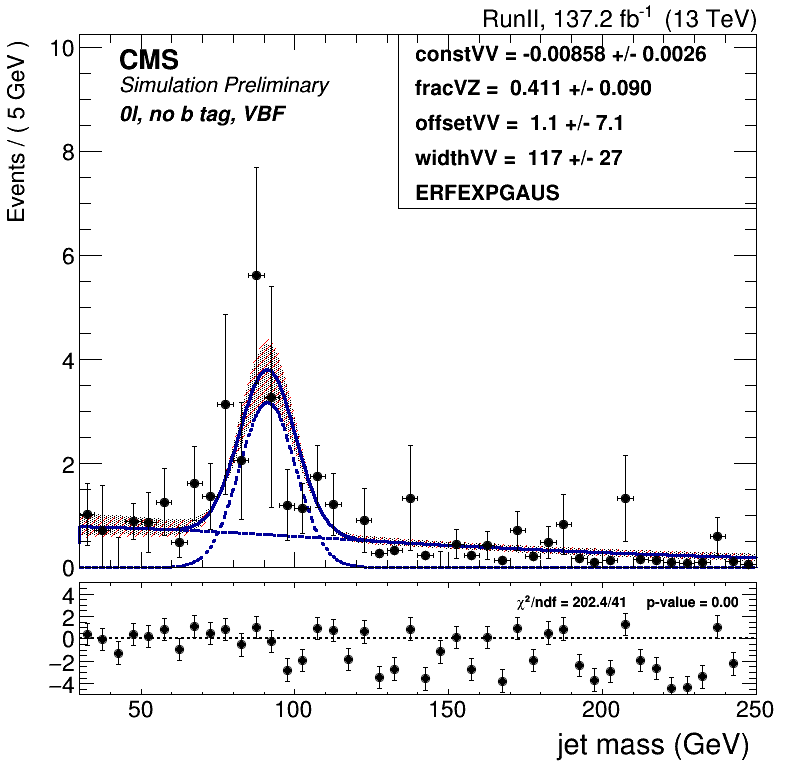 RunII, 137.2 fb⁻¹ (13 TeV)
CMS
Simulation Preliminary
0l, no b tag, VBF
constVV = -0.00858 +/- 0.0026
fracVZ = 0.411 +/- 0.090
offsetVV = 1.1 +/- 7.1
widthVV = 117 +/- 27
ERFEXPGAUS
Events / ( 5 GeV )
10
8
6
4
2
0
χ²/ndf = 202.4/41 p-value = 0.00
4
2
0
−2
−4
50 100 150 200 250
jet mass (GeV)